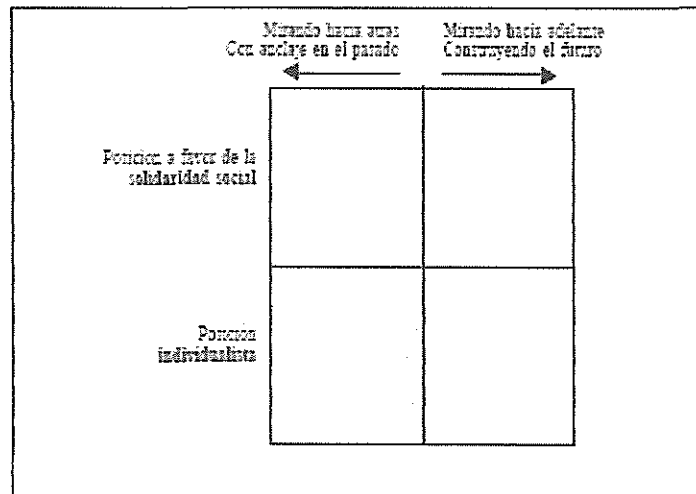 Mirando hacia atrás
Con anclaje en el pasado
Mirando hacia adelante
Construyendo el futuro
Posición a favor de la
solidaridad social
Posición
individualista